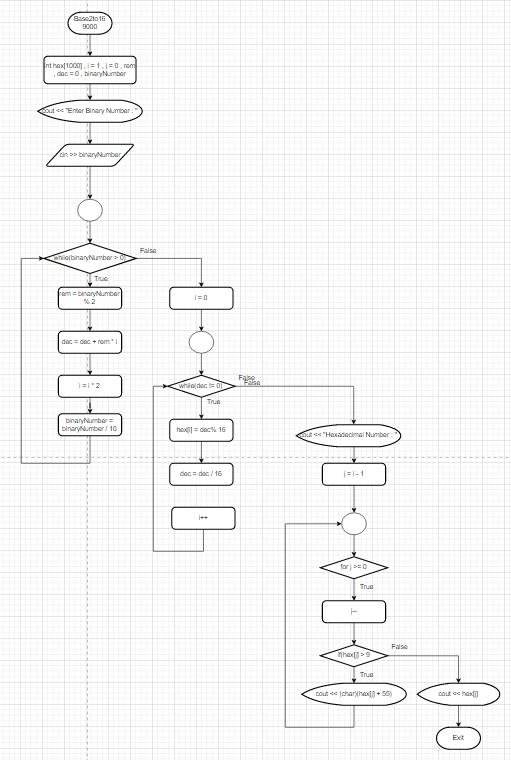 Base2to16
9000
int hex[1000] , i = 1 , j = 0 , rem
, dec = 0 , binaryNumber
cout << "Enter Binary Number : "
cin >> binaryNumber
while(binaryNumber > 0)
False
True
rem = binaryNumber
% 2
dec = dec + rem * i
i = i * 2
binaryNumber =
binaryNumber / 10
i = 0
while(dec != 0)
False
False
True
hex[i] = dec% 16
dec = dec / 16
i++
cout << "Hexadecimal Number : "
j = i - 1
for j >= 0
True
j--
if(hex[j] > 9
False
True
cout << (char)(hex[j] + 55)
cout << hex[j]
Exit